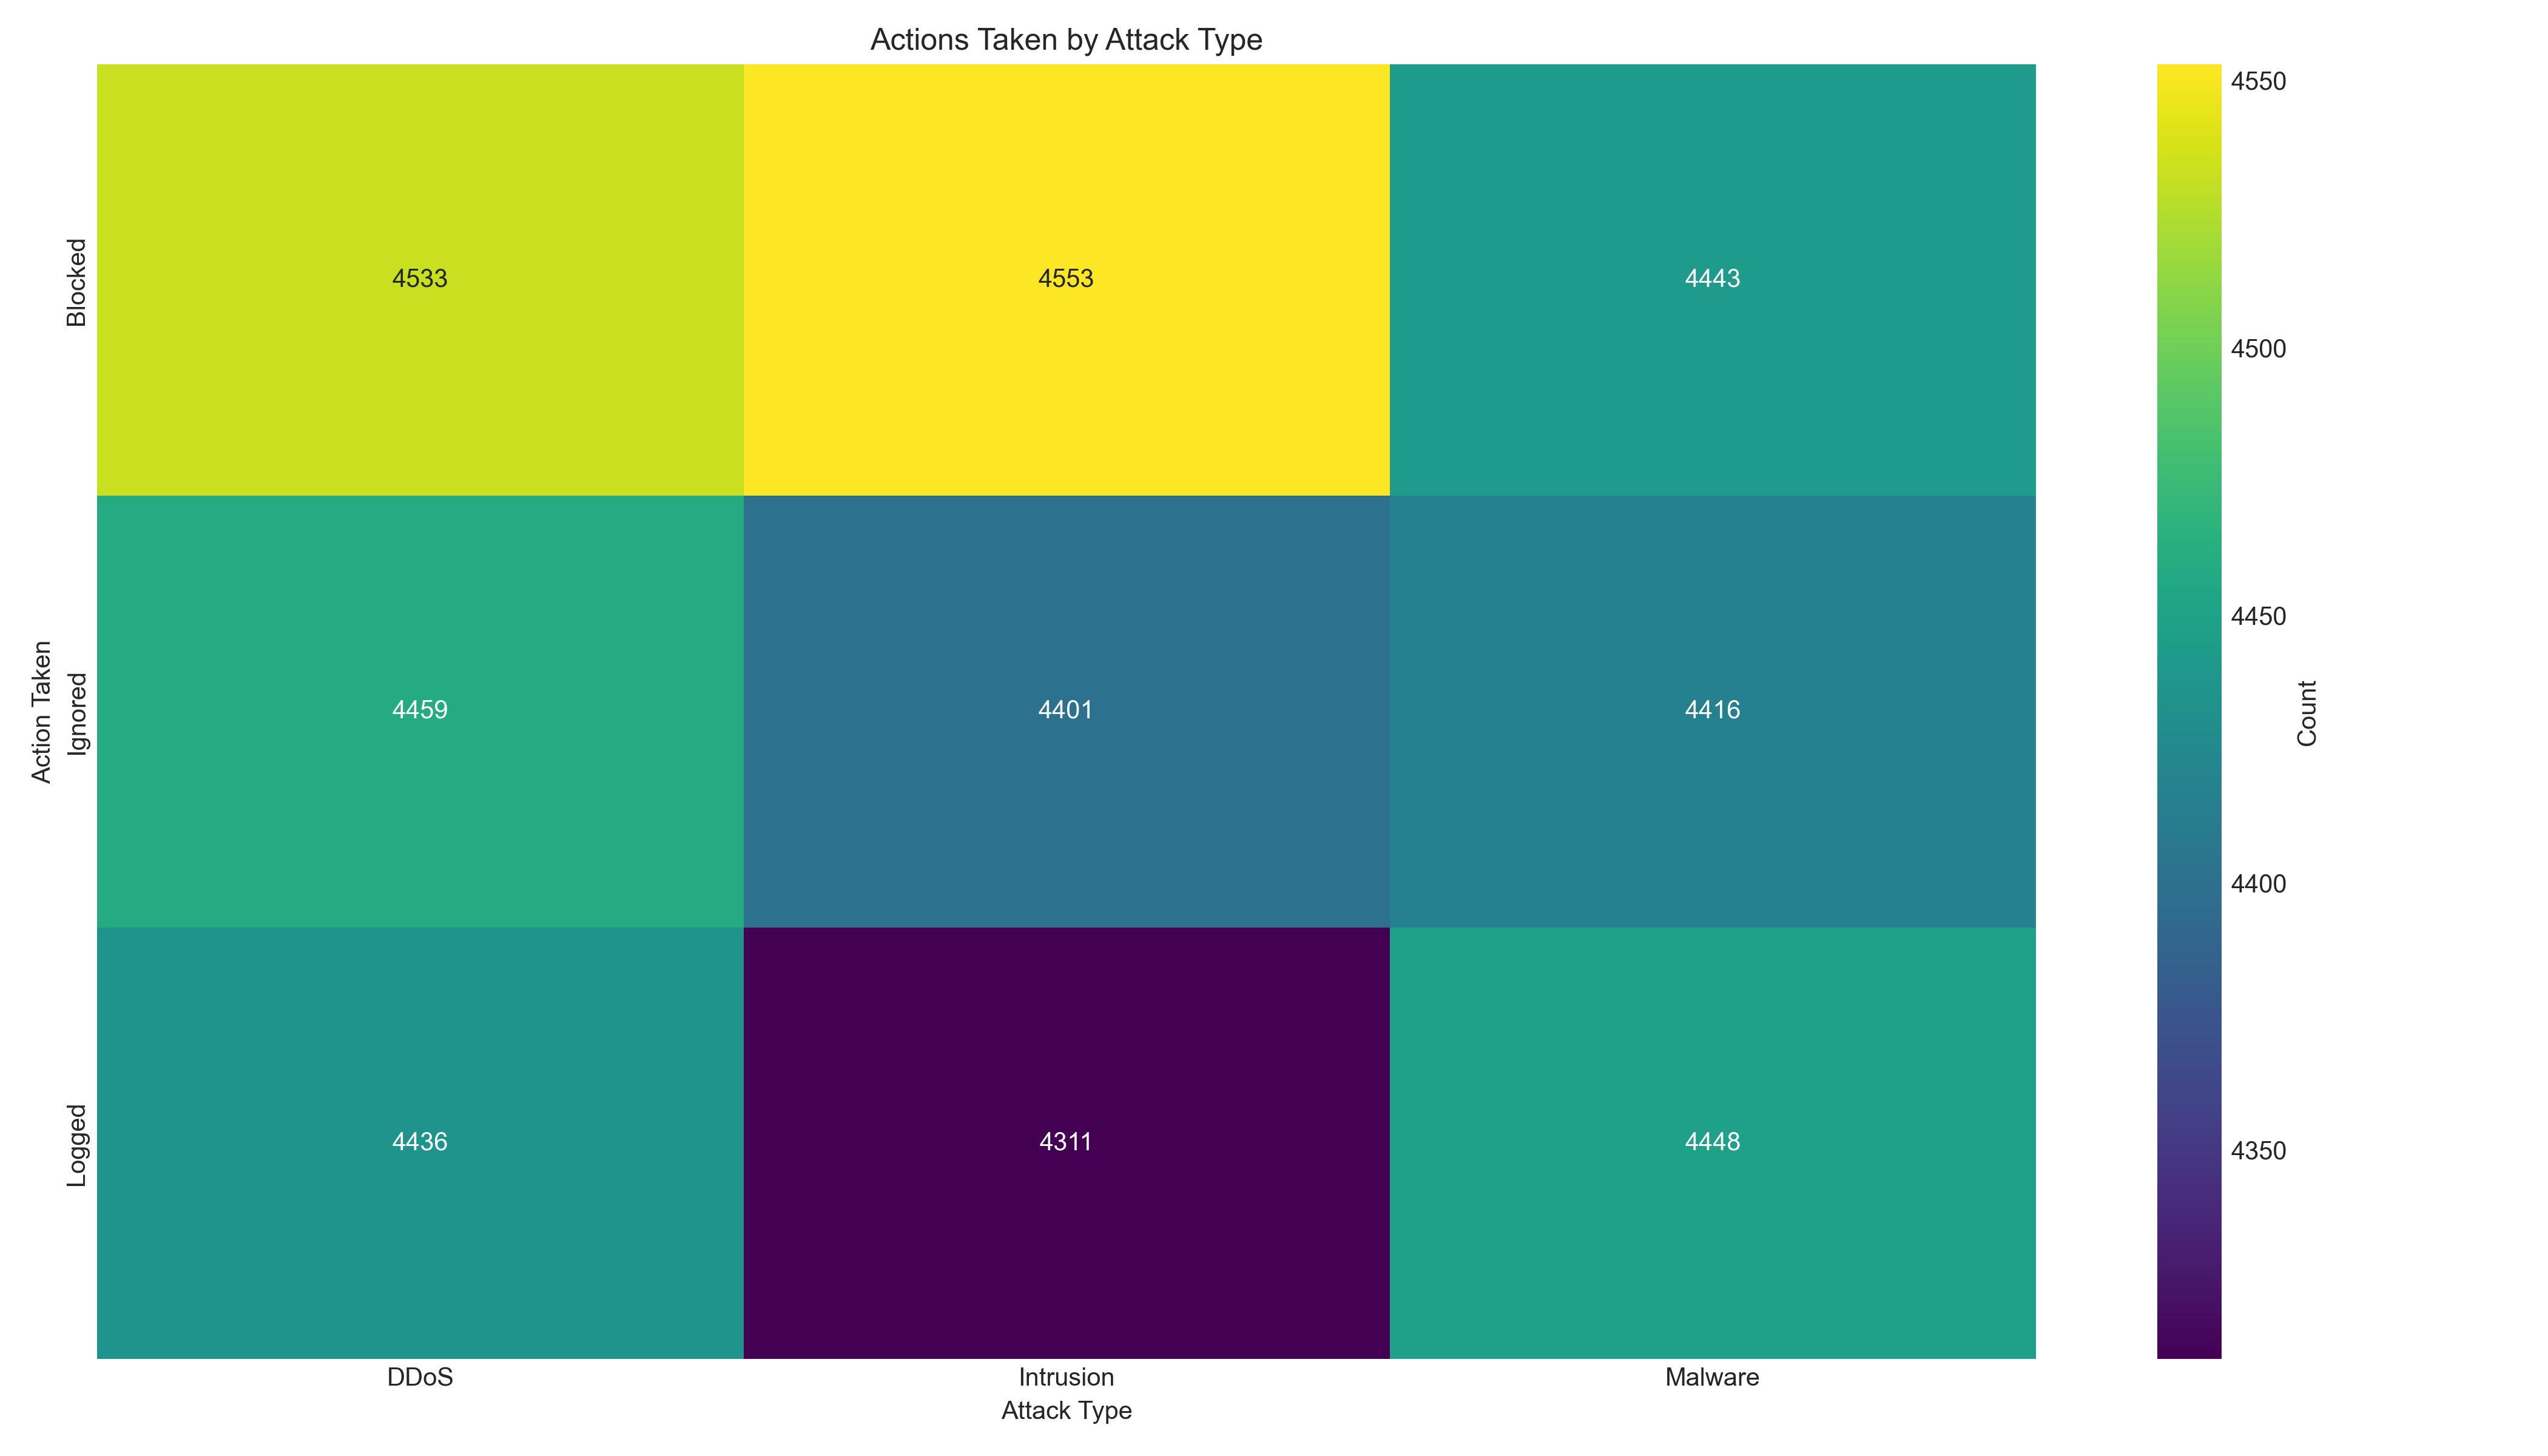 Actions Taken by Attack Type
Action Taken
Blocked
4533 4553 4443
Ignored
4459 4401 4416
Logged
4436 4311 4448
DDoS Intrusion Malware
Attack Type
4550
4500
4450
4400
4350
Count